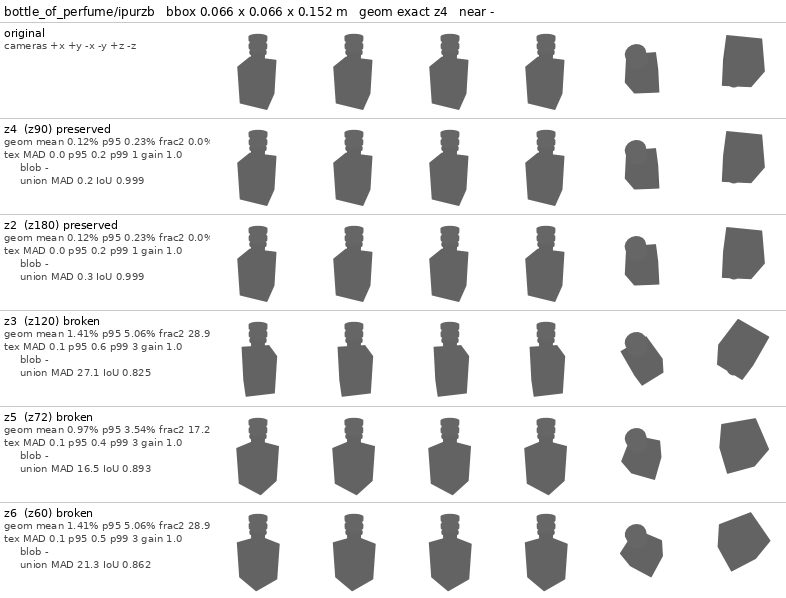 bottle_of_perfume/ipurzb   bbox 0.066 x 0.066 x 0.152 m   geom exact z4   near -
original
cameras +x +y -x -y +z -z
z4  (z90) preserved
geom mean 0.12% p95 0.23% frac2 0.0%
tex MAD 0.0 p95 0.2 p99 1 gain 1.0
blob -
union MAD 0.2 IoU 0.999
z2  (z180) preserved
geom mean 0.12% p95 0.23% frac2 0.0%
tex MAD 0.0 p95 0.2 p99 1 gain 1.0
blob -
union MAD 0.3 IoU 0.999
z3  (z120) broken
geom mean 1.41% p95 5.06% frac2 28.9
tex MAD 0.1 p95 0.6 p99 3 gain 1.0
blob -
union MAD 27.1 IoU 0.825
z5  (z72) broken
geom mean 0.97% p95 3.54% frac2 17.2
tex MAD 0.1 p95 0.4 p99 3 gain 1.0
blob -
union MAD 16.5 IoU 0.893
z6  (z60) broken
geom mean 1.41% p95 5.06% frac2 28.9
tex MAD 0.1 p95 0.5 p99 3 gain 1.0
blob -
union MAD 21.3 IoU 0.862